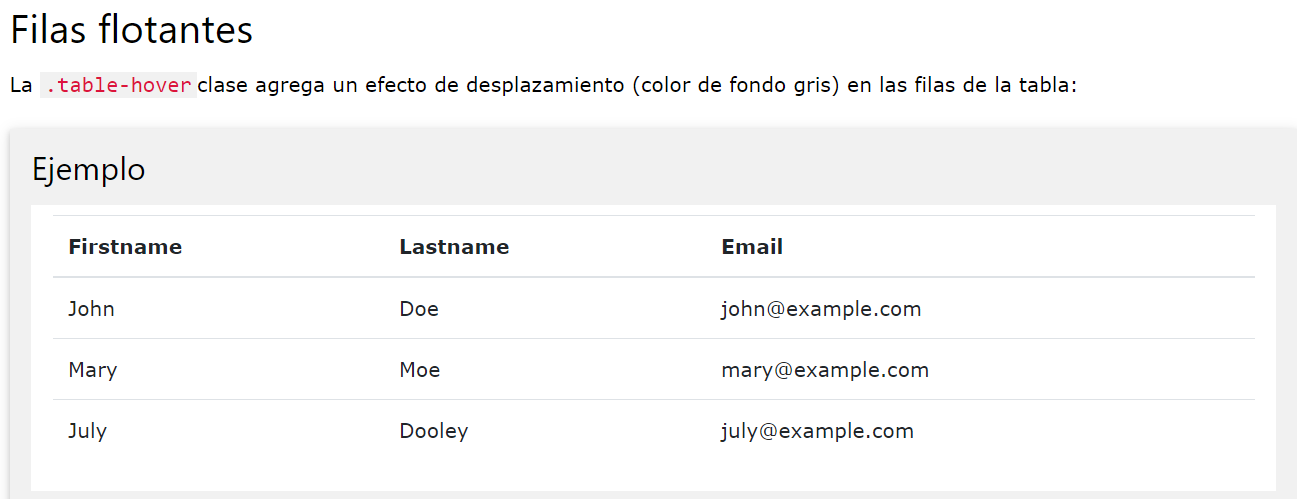 Filas flotantes
La .table-hover clase agrega un efecto de desplazamiento (color de fondo gris) en las filas de la tabla:
Ejemplo
Firstname Lastname Email
John Doe john@example.com
Mary Moe mary@example.com
July Dooley july@example.com